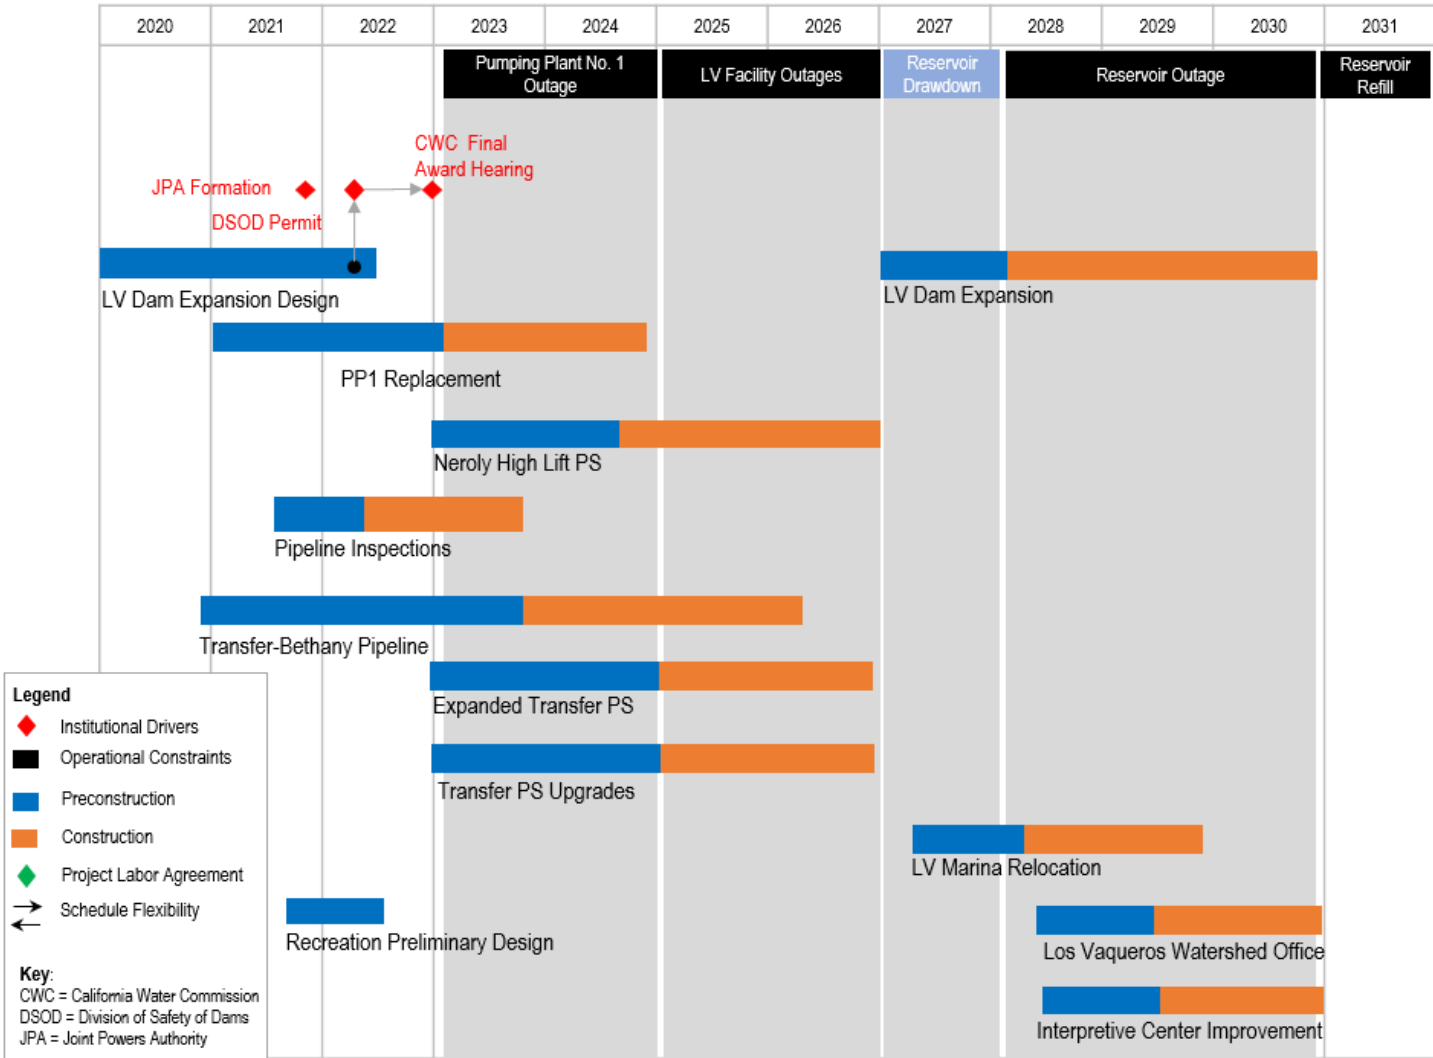 2020 2021 2022 2023 2024 2025 2026 2027 2028 2029 2030 2031
Pumping Plant No. 1
Outage
LV Facility Outages
Reservoir
Drawdown
Reservoir Outage
Reservoir
Refill
CWC Final
Award Hearing
JPA Formation
DSOD Permit
LV Dam Expansion Design
LV Dam Expansion
PP1 Replacement
Neroly High Lift PS
Pipeline Inspections
Transfer-Bethany Pipeline
Expanded Transfer PS
Transfer PS Upgrades
LV Marina Relocation
Recreation Preliminary Design
Los Vaqueros Watershed Office
Interpretive Center Improvement
Legend
Institutional Drivers
Operational Constraints
Preconstruction
Construction
Project Labor Agreement
Schedule Flexibility
Key:
CWC = California Water Commission
DSOD = Division of Safety of Dams
JPA = Joint Powers Authority